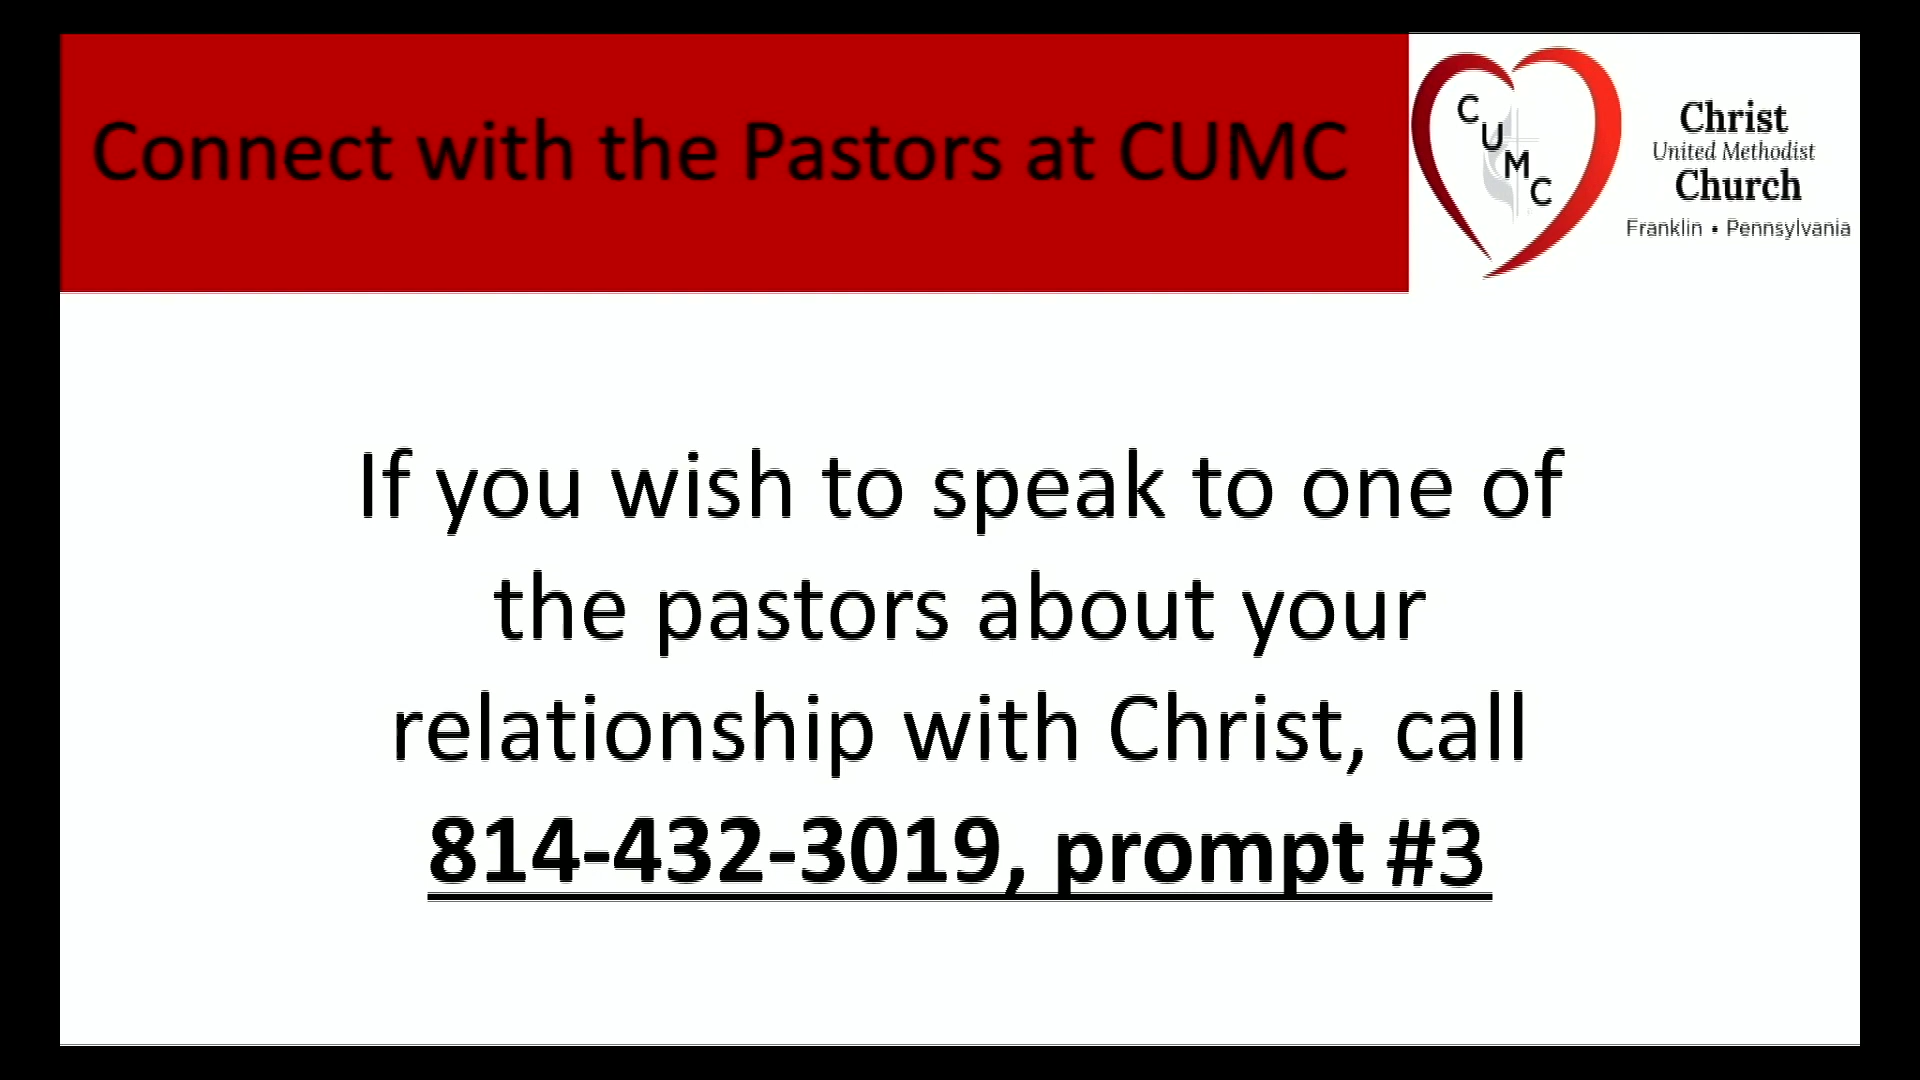 Connect with the Pastors at CUMC
CUMC
Christ
United Methodist
Church
Franklin • Pennsylvania
If you wish to speak to one of
the pastors about your
relationship with Christ, call
814-432-3019, prompt #3